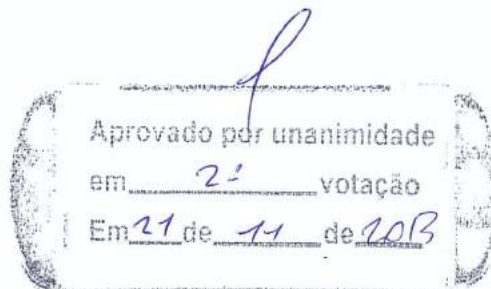 Aprovado por unanimidade
em 2ª votação
Em 21 de 11 de 2013